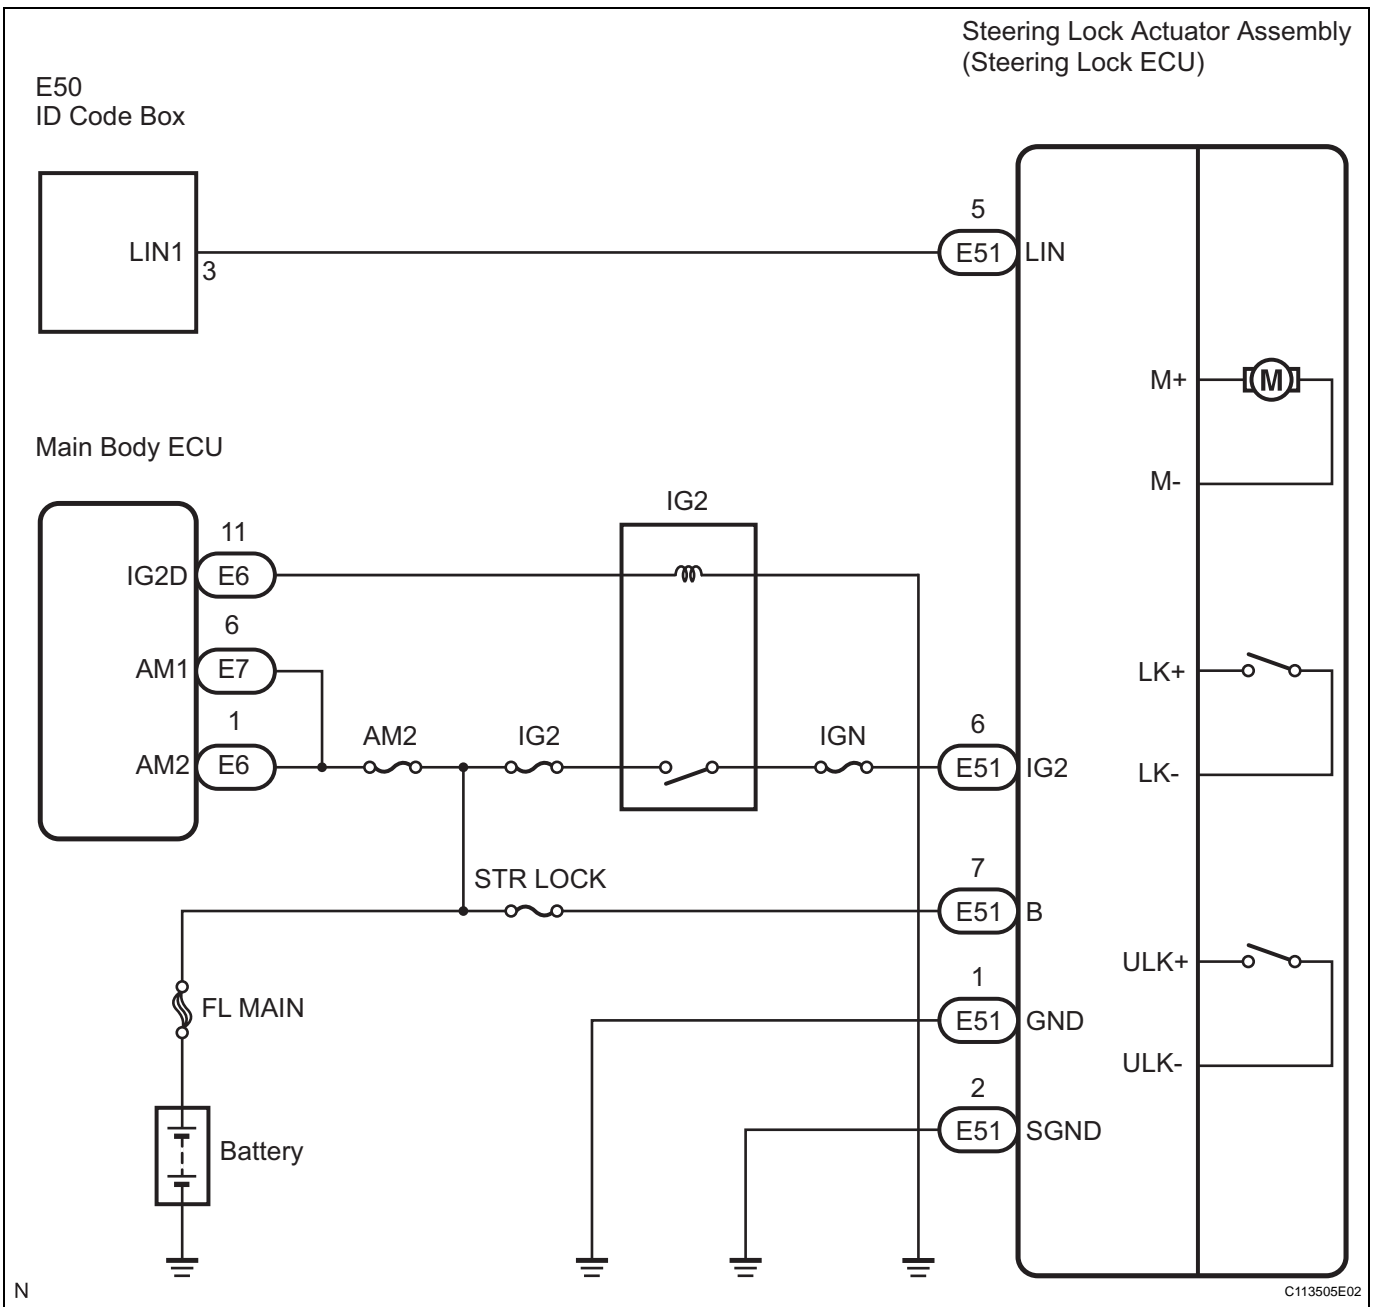 Steering Lock Actuator Assembly
(Steering Lock ECU)
E50
ID Code Box
LIN1
3
5
E51
LIN
M+
M
M-
Main Body ECU
IG2
11
IG2D
E6
6
AM1
E7
LK+
1
AM2
E6
AM2
IG2
IGN
6
E51
IG2
LK-
STR LOCK
7
E51
B
ULK+
FL MAIN
1
E51
GND
ULK-
2
E51
SGND
Battery
N
C113505E02